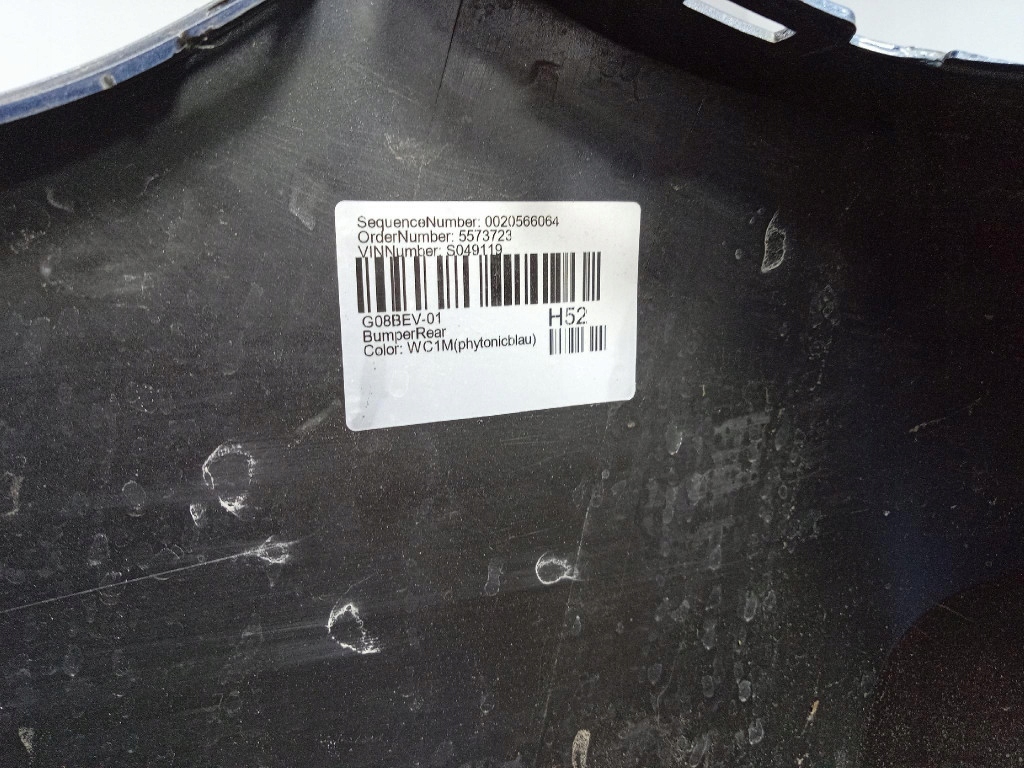 SequenceNumber: 0020566064
OrderNumber: 5573723
VINNumber: S049119
G08BEV-01
H52
BumperRear
Color: WC1M(phytonicblau)